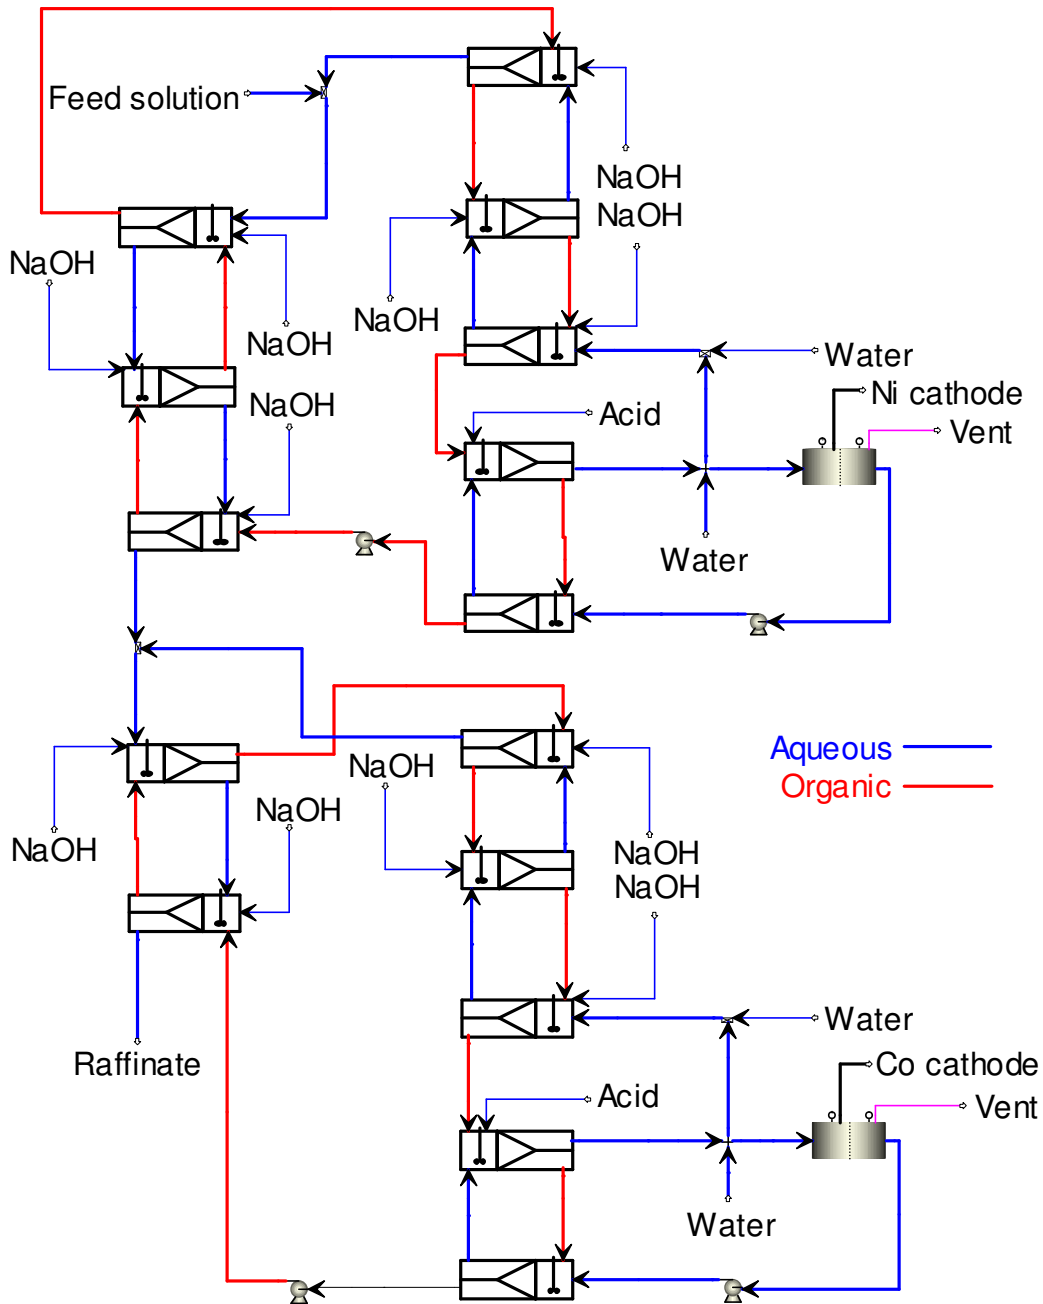 Feed solution
NaOH
NaOH
NaOH
NaOH
NaOH
NaOH
Water
Ni cathode
NaOH
Acid
Vent
Water
Aqueous
Organic
NaOH
NaOH
NaOH
NaOH
NaOH
Water
Raffinate
Co cathode
Acid
Vent
Water